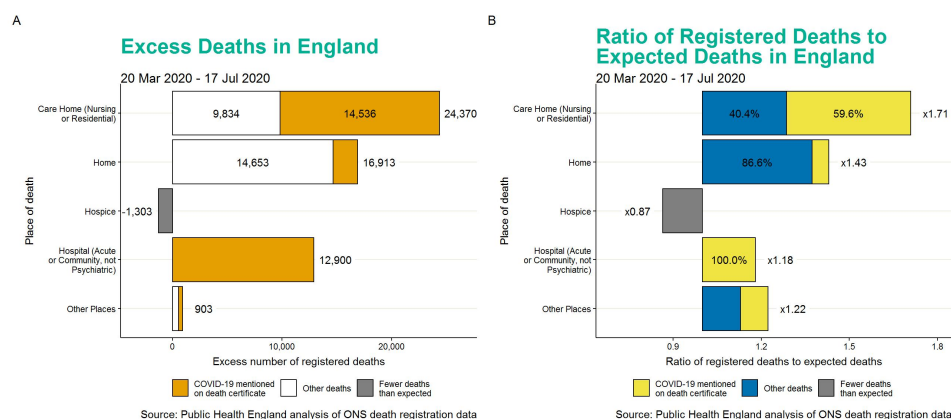 A
Excess Deaths in England
20 Mar 2020 - 17 Jul 2020
Place of death
Care Home (Nursing
or Residential)
9,834
14,536
24,370
Home
14,653
16,913
Hospice
-1,303
Hospital (Acute
or Community, not
Psychiatric)
12,900
Other Places
903
0
10,000
20,000
Excess number of registered deaths
COVID-19 mentioned
on death certificate
Other deaths
Fewer deaths
than expected
Source: Public Health England analysis of ONS death registration data
B
Ratio of Registered Deaths to
Expected Deaths in England
20 Mar 2020 - 17 Jul 2020
Place of death
Care Home (Nursing
or Residential)
40.4%
59.6%
x1.71
Home
86.6%
x1.43
Hospice
x0.87
Hospital (Acute
or Community, not
Psychiatric)
100.0%
x1.18
Other Places
x1.22
0.9
1.2
1.5
1.8
Ratio of registered deaths to expected deaths
COVID-19 mentioned
on death certificate
Other deaths
Fewer deaths
than expected
Source: Public Health England analysis of ONS death registration data